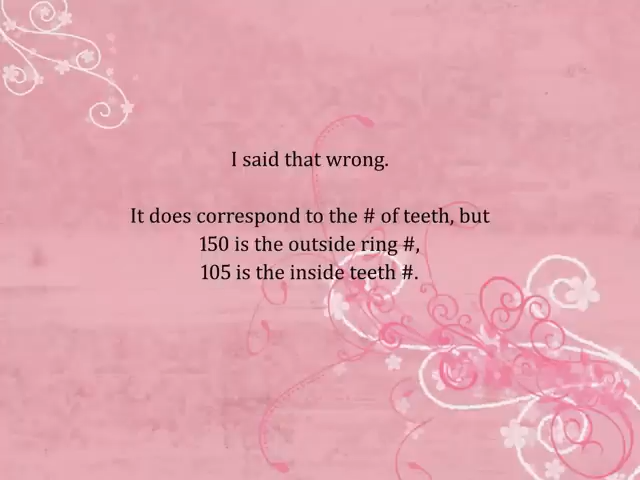 I said that wrong.
It does correspond to the # of teeth, but
150 is the outside ring #,
105 is the inside teeth #.